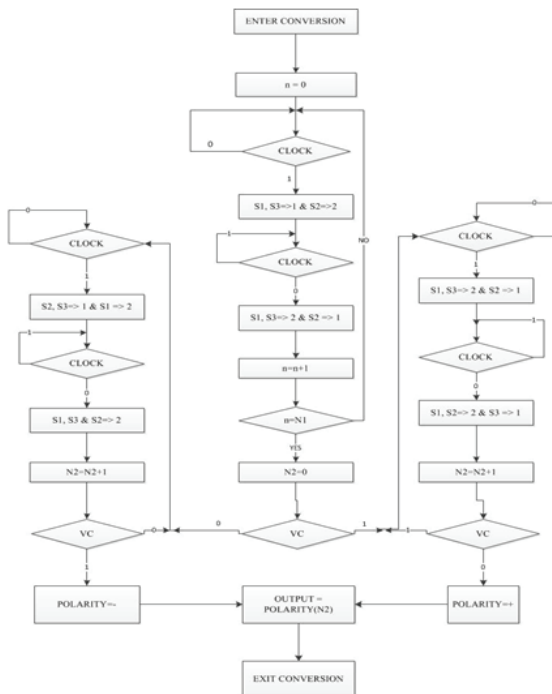 ENTER CONVERSION
n = 0
0
CLOCK
1
S1, S3=>1 & S2=>2
1
CLOCK
0
S1, S3=> 2 & S2 => 1
n=n+1
n=N1
NO
YES
N2=0
0
VC
1
0
CLOCK
1
S2, S3=> 1 & S1 => 2
1
CLOCK
0
S1, S3 & S2=> 2
N2=N2+1
VC
0
1
POLARITY=-
0
CLOCK
1
S1, S3=> 2 & S2 => 1
1
CLOCK
0
S1, S2=> 2 & S3 => 1
N2=N2+1
1
VC
0
POLARITY=+
OUTPUT =
POLARITY(N2)
EXIT CONVERSION